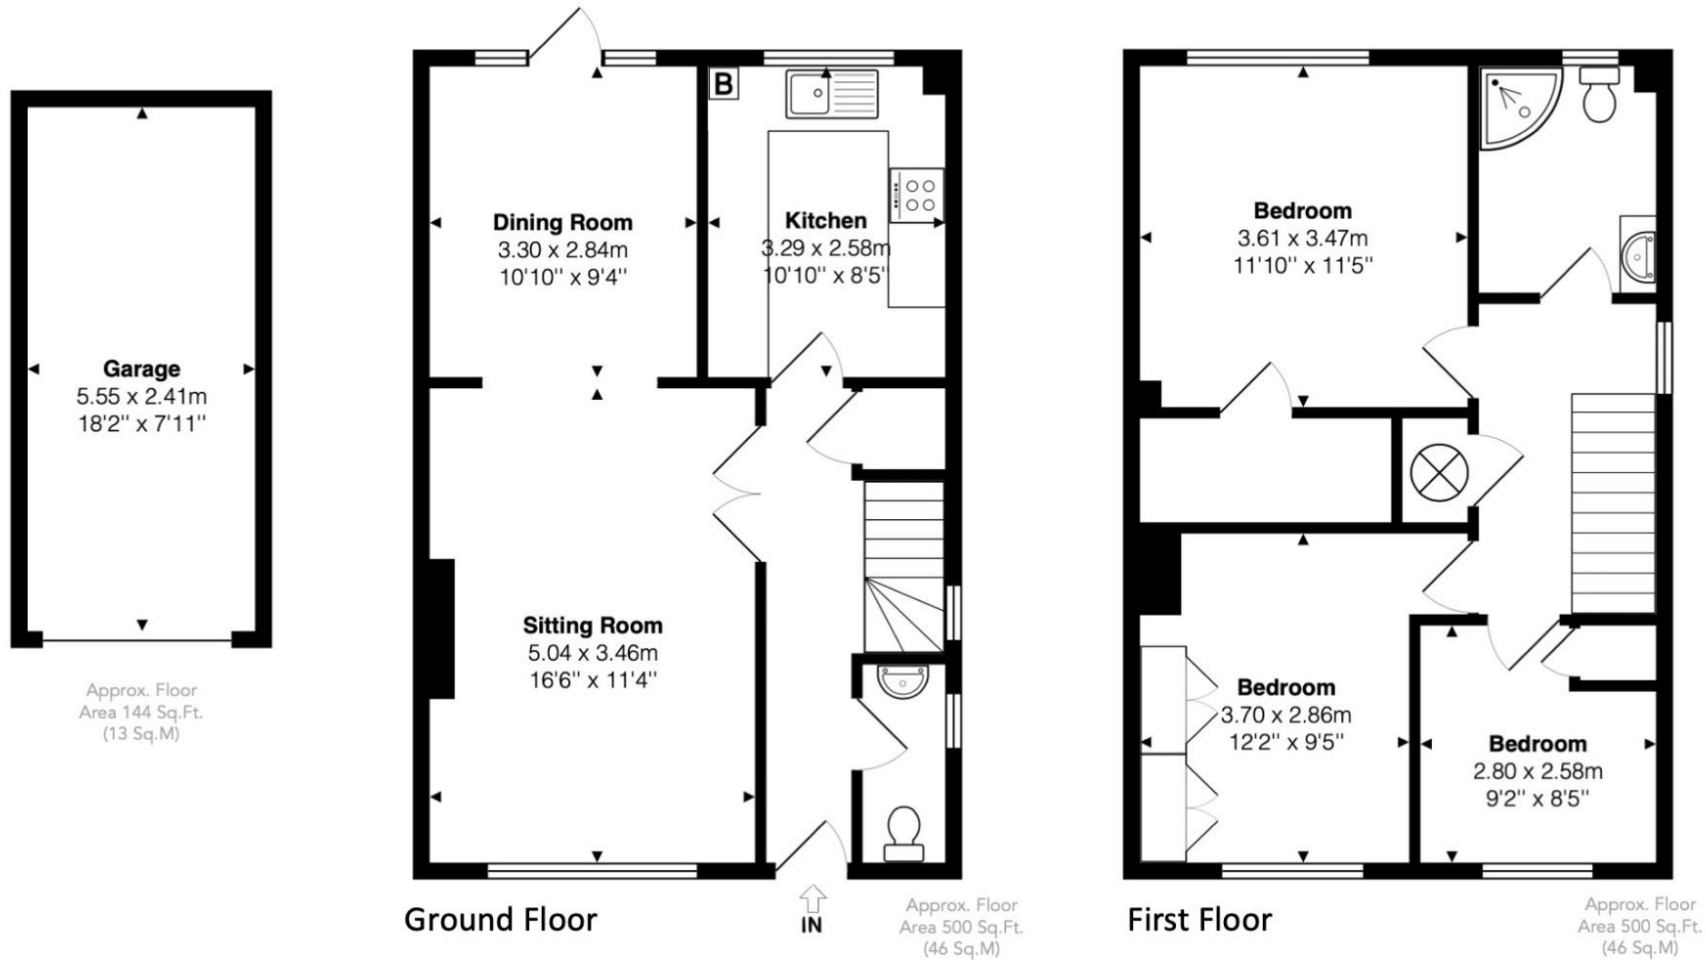 Garage
5.55 x 2.41m
18'2" x 7'11"
Approx. Floor
Area 144 Sq.Ft.
(13 Sq.M)
B
Dining Room
3.30 x 2.84m
10'10" x 9'4"
Kitchen
3.29 x 2.58m
10'10" x 8'5"
Sitting Room
5.04 x 3.46m
16'6" x 11'4"
IN
Ground Floor
Approx. Floor
Area 500 Sq.Ft.
(46 Sq.M)
Bedroom
3.61 x 3.47m
11'10" x 11'5"
Bedroom
3.70 x 2.86m
12'2" x 9'5"
Bedroom
2.80 x 2.58m
9'2" x 8'5"
First Floor
Approx. Floor
Area 500 Sq.Ft.
(46 Sq.M)